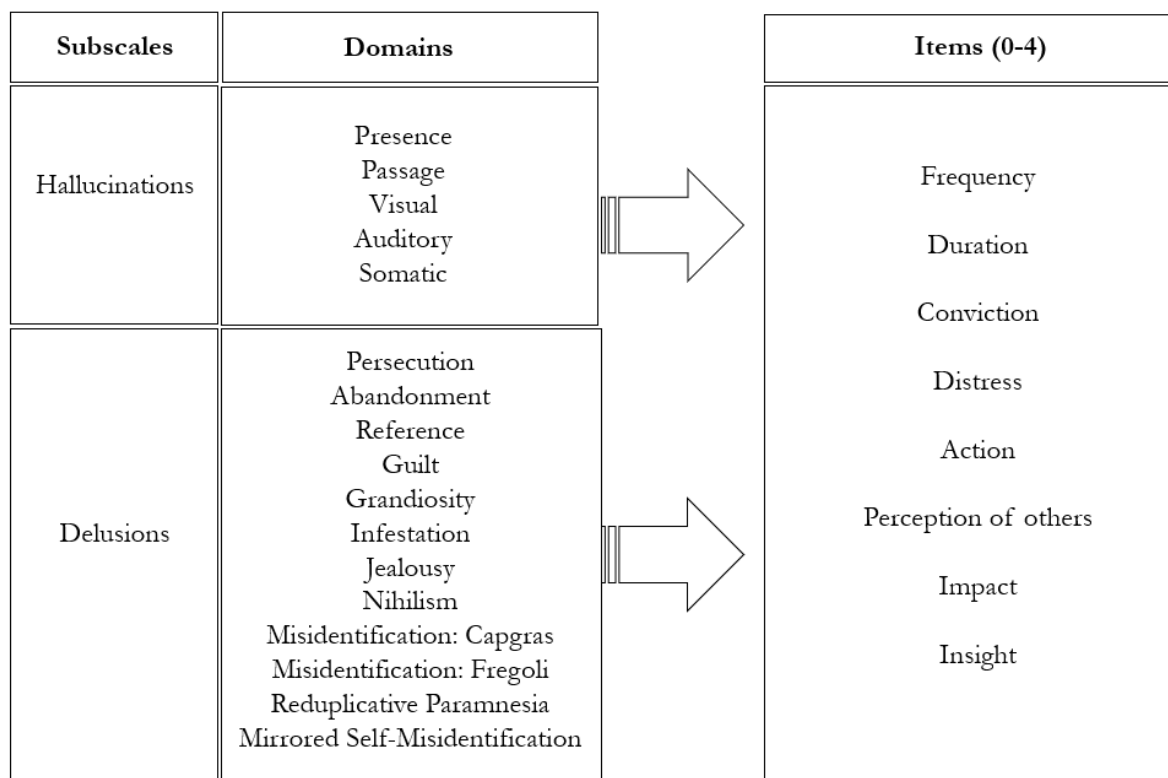 Subscales
Domains
Items (0-4)
Hallucinations
Presence
Passage
Visual
Auditory
Somatic
Delusions
Persecution
Abandonment
Reference
Guilt
Grandiosity
Infestation
Jealousy
Nihilism
Misidentification: Capgras
Misidentification: Fregoli
Reduplicative Paramnesia
Mirrored Self-Misidentification
Frequency
Duration
Conviction
Distress
Action
Perception of others
Impact
Insight